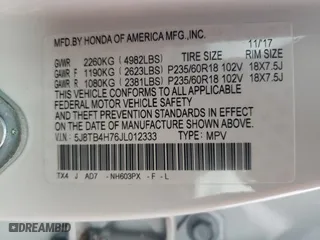 MFD.BY HONDA OF AMERICA MFG.,INC. 11/17
GVWR 2260KG (4982LBS) TIRE SIZE RIM SIZE
GAWR F 1190KG (2623LBS) P235/60R18 102V 18X7.5J
GAWR R 1080KG (2381LBS) P235/60R18 102V 18X7.5J
THIS VEHICLE CONFORMS TO ALL APPLICABLE
FEDERAL MOTOR VEHICLE SAFETY, BUMPER,
AND THEFT PREVENTION STANDARDS IN EFFECT ON
THE DATE OF MANUFACTURE SHOWN ABOVE.
V.I.N.: 5J8TB4H76JL012333 TYPE: MPV
TX4 J AD7 - NH603PX - F - L